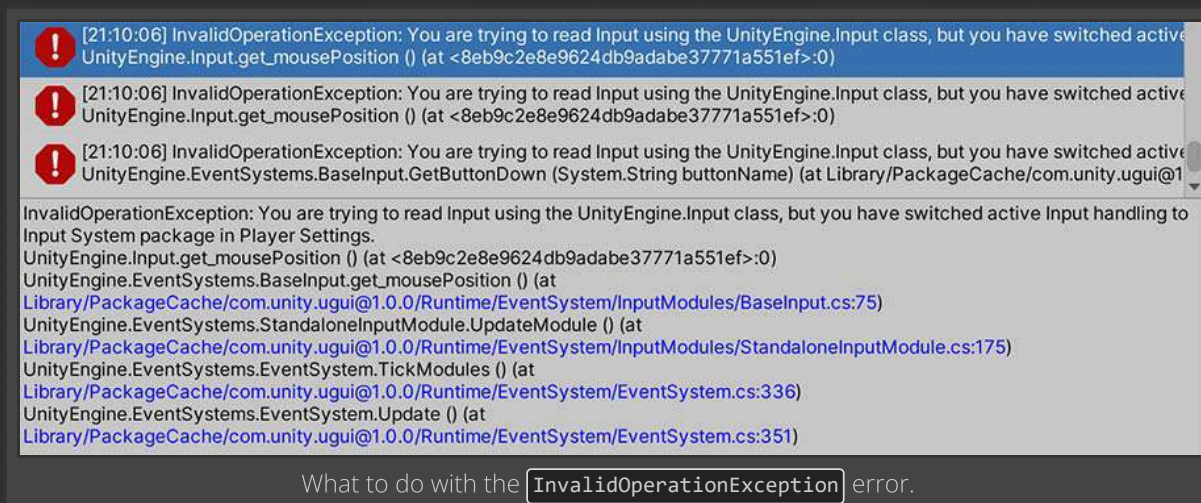 [21:10:06] InvalidOperationException: You are trying to read Input using the UnityEngine.Input class, but you have switched active
UnityEngine.Input.get_mousePosition () (at <8eb9c2e8e9624db9adabe37771a551ef>:0)
[21:10:06] InvalidOperationException: You are trying to read Input using the UnityEngine.Input class, but you have switched active
UnityEngine.Input.get_mousePosition () (at <8eb9c2e8e9624db9adabe37771a551ef>:0)
[21:10:06] InvalidOperationException: You are trying to read Input using the UnityEngine.Input class, but you have switched active
UnityEngine.EventSystems.BaseInput.GetButtonDown (System.String buttonName) (at Library/PackageCache/com.unity.ugui@1
InvalidOperationException: You are trying to read Input using the UnityEngine.Input class, but you have switched active Input handling to
Input System package in Player Settings.
UnityEngine.Input.get_mousePosition () (at <8eb9c2e8e9624db9adabe37771a551ef>:0)
UnityEngine.EventSystems.BaseInput.get_mousePosition () (at
Library/PackageCache/com.unity.ugui@1.0.0/Runtime/EventSystem/InputModules/BaseInput.cs:75)
UnityEngine.EventSystems.StandaloneInputModule.UpdateModule () (at
Library/PackageCache/com.unity.ugui@1.0.0/Runtime/EventSystem/InputModules/StandaloneInputModule.cs:175)
UnityEngine.EventSystems.EventSystem.TickModules () (at
Library/PackageCache/com.unity.ugui@1.0.0/Runtime/EventSystem/EventSystem.cs:336)
UnityEngine.EventSystems.EventSystem.Update () (at
Library/PackageCache/com.unity.ugui@1.0.0/Runtime/EventSystem/EventSystem.cs:351)
What to do with the InvalidOperationException error.